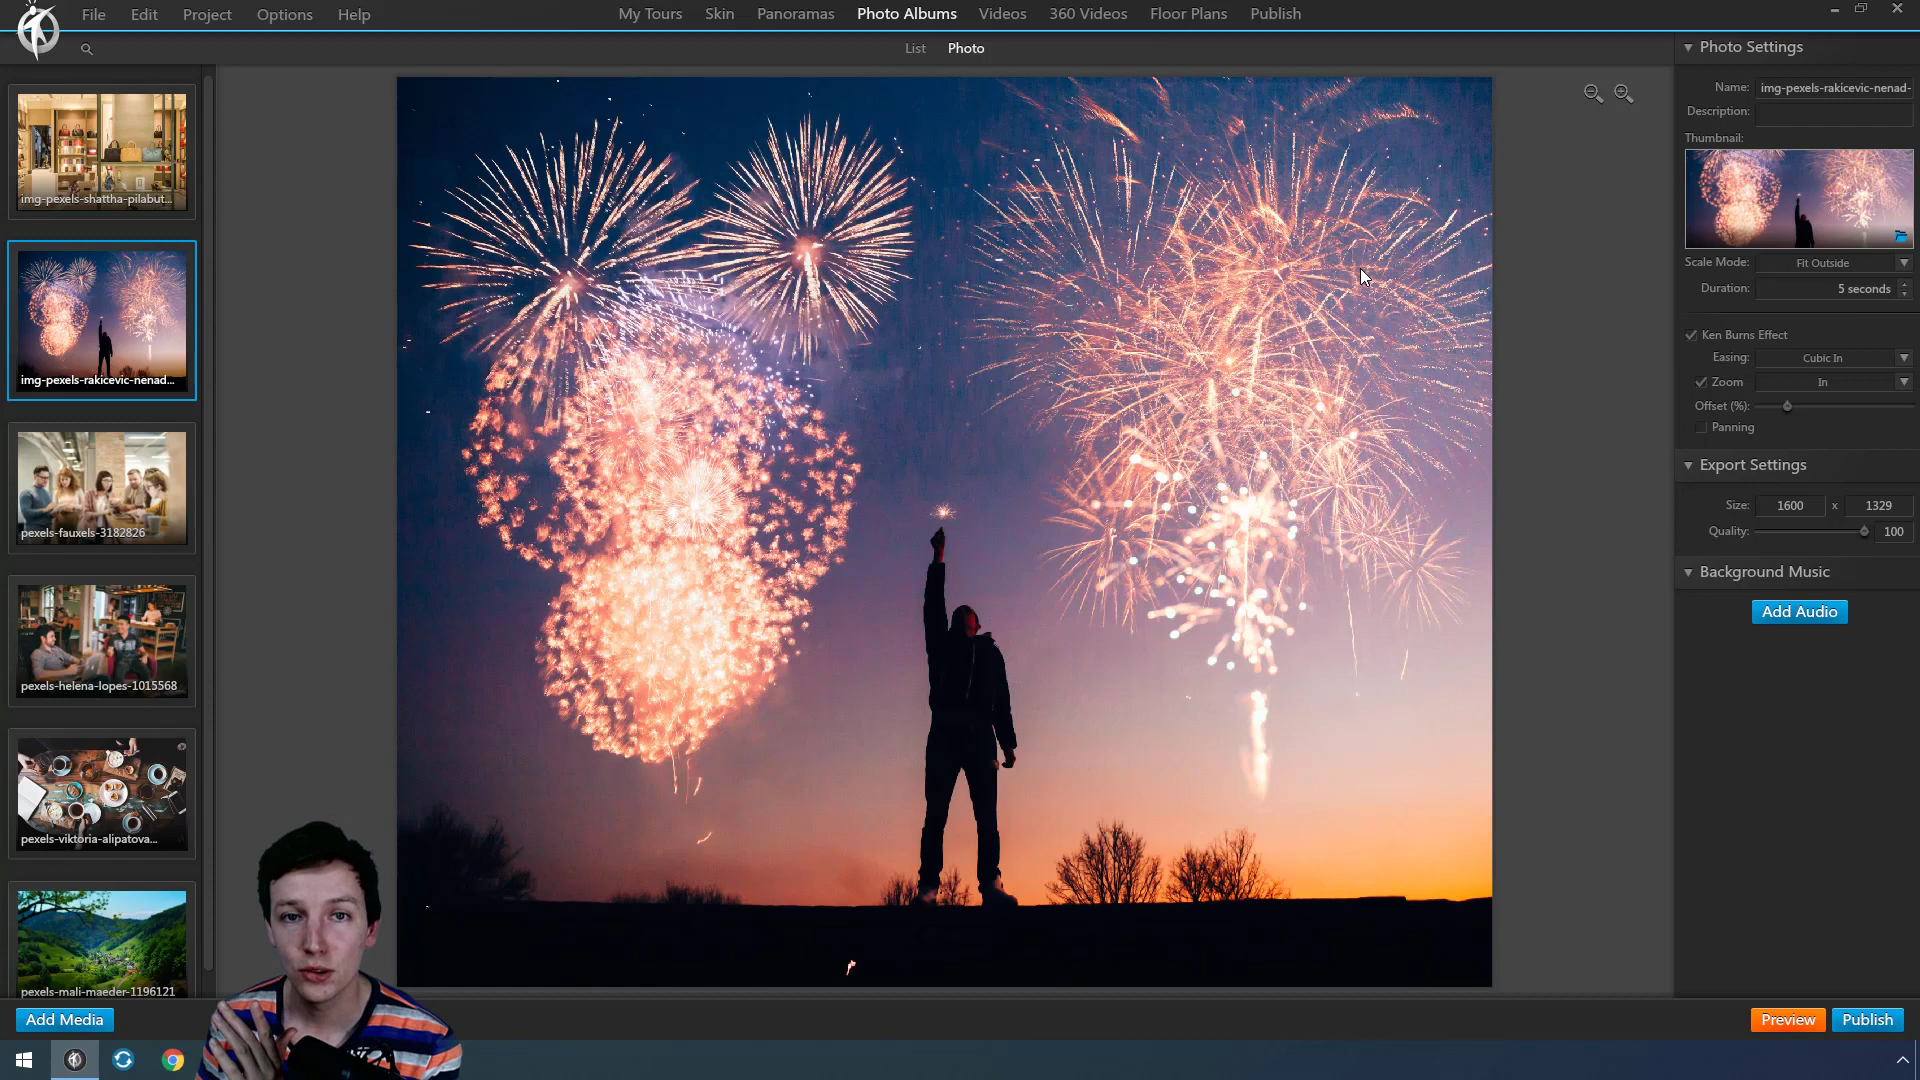 File Edit Project Options Help
My Tours Skin Panoramas Photo Albums Videos 360 Videos Floor Plans Publish
List Photo
img-pexels-shattha-pilabut...
img-pexels-rakicevic-nenad...
pexels-fauxels-3182826
pexels-helena-lopes-1015568
pexels-viktoria-alipatova...
pexels-mali-maeder-1196121
Add Media
Photo Settings
Name: img-pexels-rakicevic-nenad-
Description:
Thumbnail:
Scale Mode: Fit Outside
Duration: 5 seconds
Ken Burns Effect
Easing: Cubic In
Zoom In
Offset (%):
Panning
Export Settings
Size: 1600 x 1329
Quality: 100
Background Music
Add Audio
Preview Publish